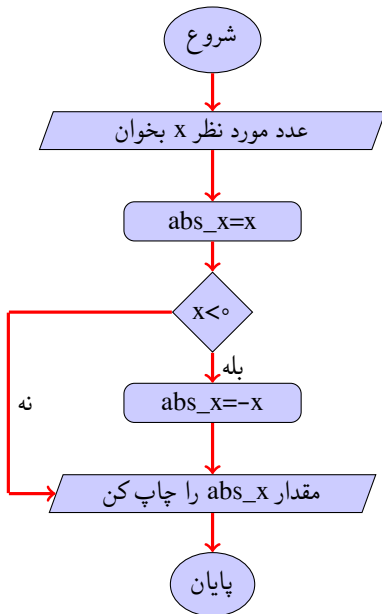 شروع
عدد مورد نظر x بخوان
abs_x=x
x<۰
بله
نه
abs_x=-x
مقدار abs_x را چاپ کن
پایان